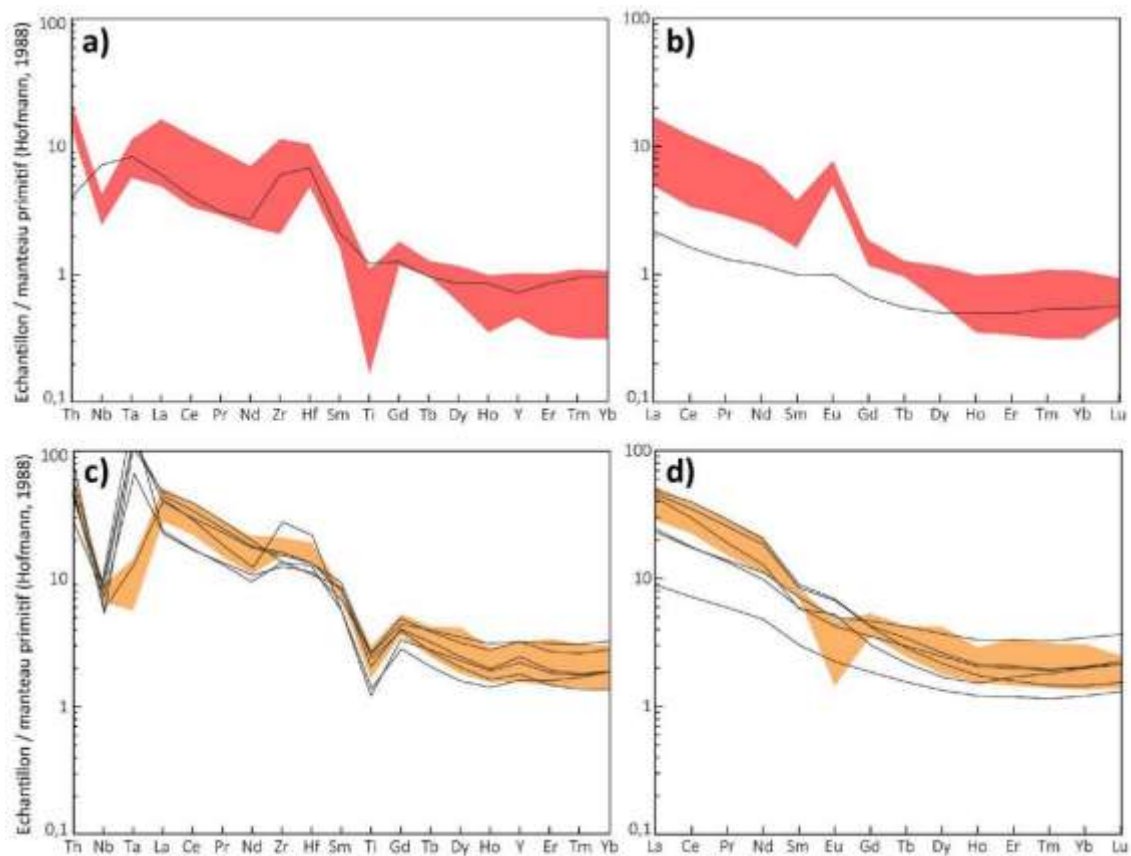 Echantillon / manteau primitif (Hofmann, 1988)
100
10
1
0,1
a)
Th Nb Ta La Ce Pr Nd Zr Hf Sm Ti Gd Tb Dy Ho Y Er Tm Yb
100
10
1
0,1
b)
La Ce Pr Nd Sm Eu Gd Tb Dy Ho Er Tm Yb Lu
Echantillon / manteau primitif (Hofmann, 1988)
100
10
1
0,1
c)
Th Nb Ta La Ce Pr Nd Zr Hf Sm Ti Gd Tb Dy Ho Y Er Tm Yb
100
10
1
0,1
d)
La Ce Pr Nd Sm Eu Gd Tb Dy Ho Er Tm Yb Lu